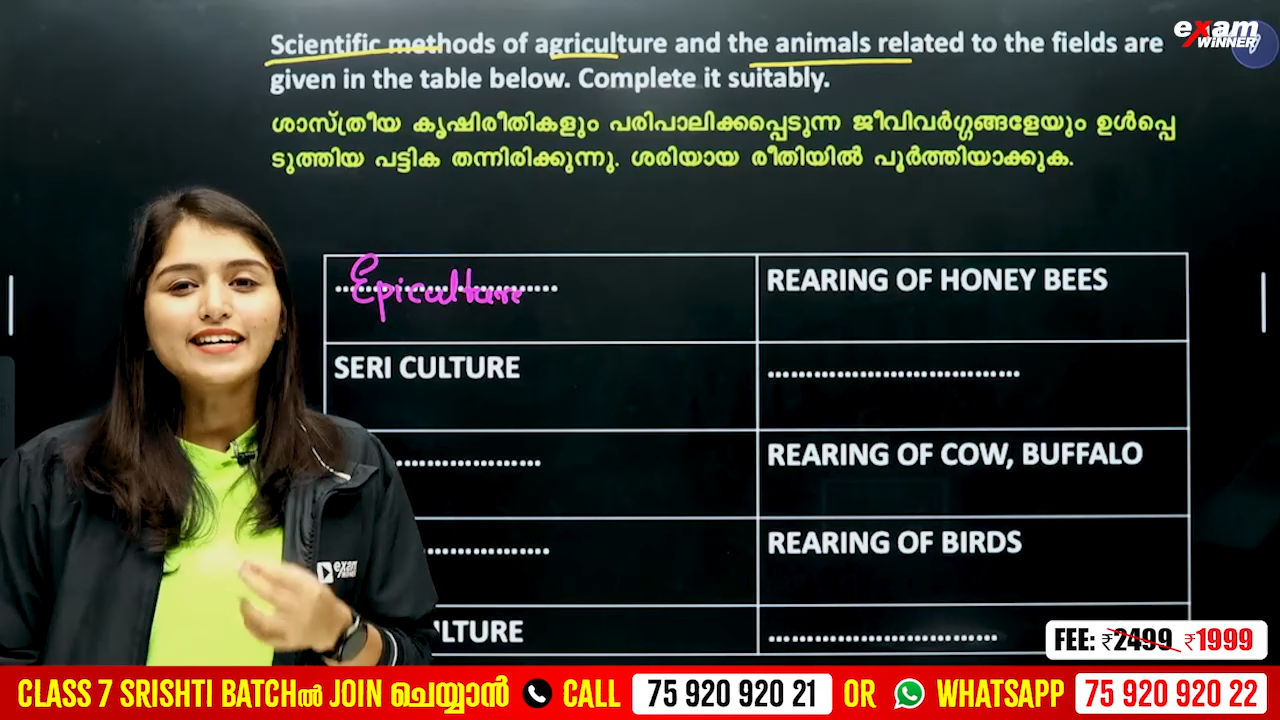 exam
WINNER
Scientific methods of agriculture and the animals related to the fields are
given in the table below. Complete it suitably.
ശാസ്ത്രീയ കൃഷിരീതികളും പരിപാലിക്കപ്പെടുന്ന ജീവിവർഗ്ഗങ്ങളേയും ഉൾപ്പെ
ടുത്തിയ പട്ടിക തന്നിരിക്കുന്നു. ശരിയായ രീതിയിൽ പൂർത്തിയാക്കുക.
Epiculture
REARING OF HONEY BEES
SERI CULTURE
................................
REARING OF COW, BUFFALO
REARING OF BIRDS
exam
WINNER
LTURE
FEE: ₹2499 ₹1999
CLASS 7 SRISHTI BATCHൽ JOIN ചെയ്യാൻ CALL 75 920 920 21 OR WHATSAPP 75 920 920 22